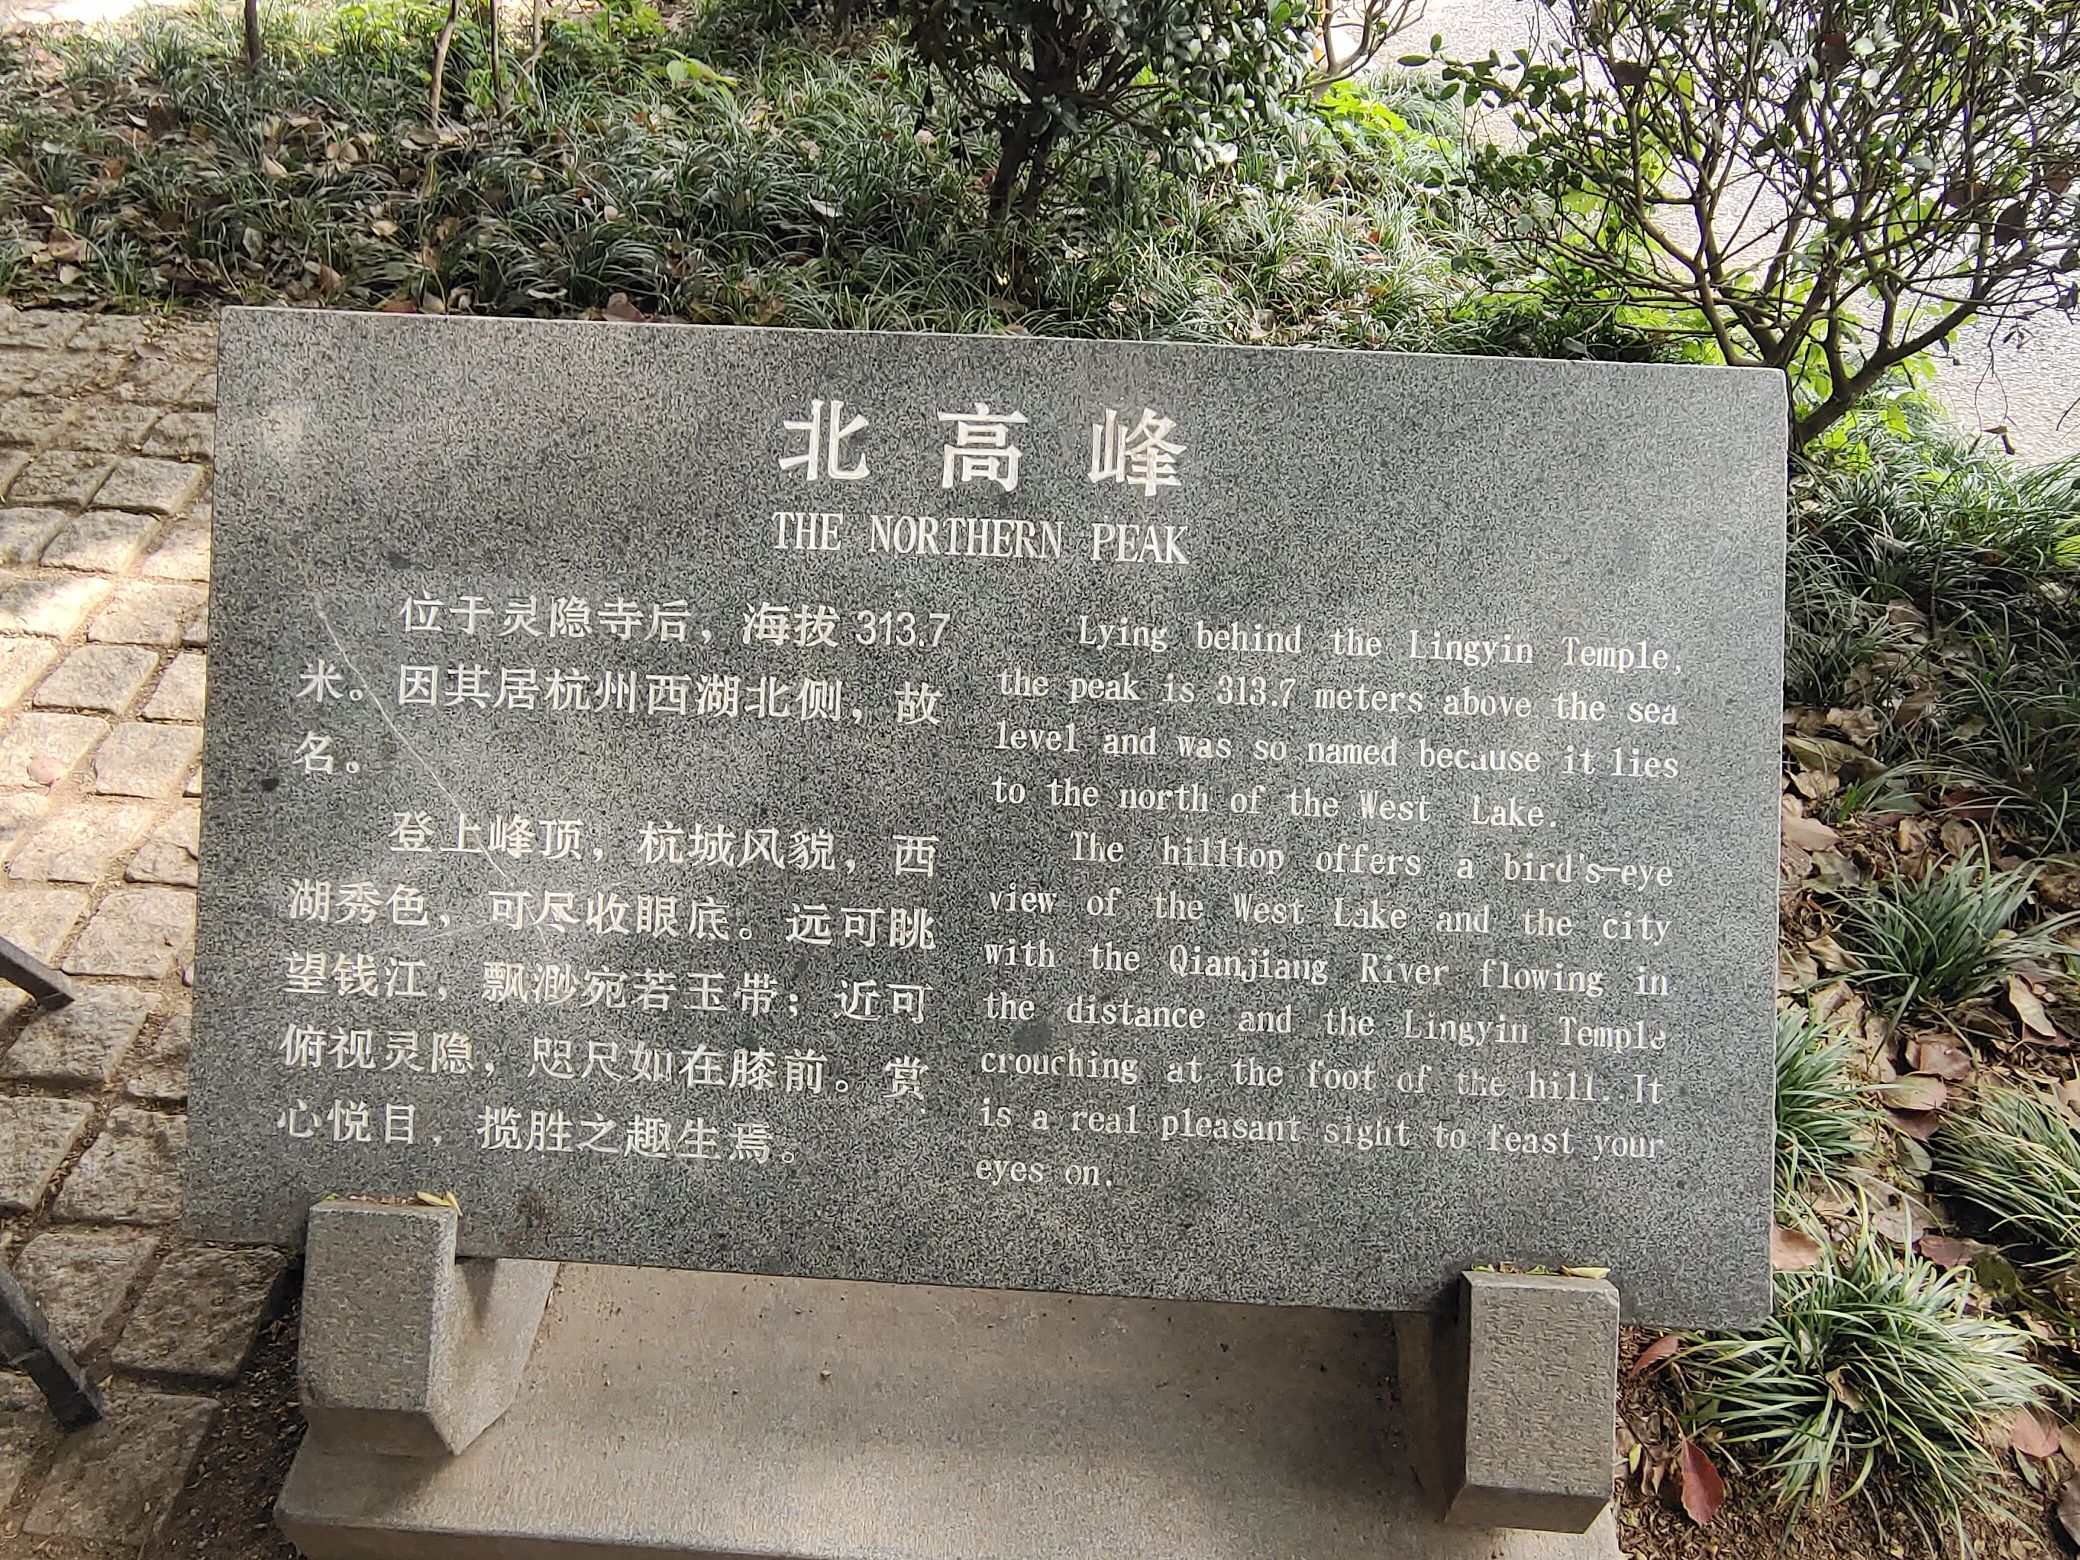 北高峰
THE NORTHERN PEAK
位于灵隐寺后，海拔 313.7
米。因其居杭州西湖北侧，故
名。
登上峰顶，杭城风貌，西
湖秀色，可尽收眼底。远可眺
望钱江，飘渺宛若玉带；近可
俯视灵隐，咫尺如在膝前。赏
心悦目，揽胜之趣生焉。
Lying behind the Lingyin Temple,
the peak is 313.7 meters above the sea
level and was so named because it lies
to the north of the West Lake.
The hilltop offers a bird's-eye
view of the West Lake and the city
with the Qianjiang River flowing in
the distance and the Lingyin Temple
crouching at the foot of the hill. It
is a real pleasant sight to feast your
eyes on.